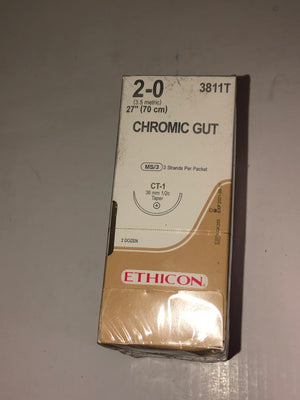 2-0
3811T
(3.5 metric)
27" (70 cm)
CHROMIC GUT
MS/3
3 Strands Per Packet
CT-1
36 mm 1/2c
Taper
2 DOZEN
ETHICON